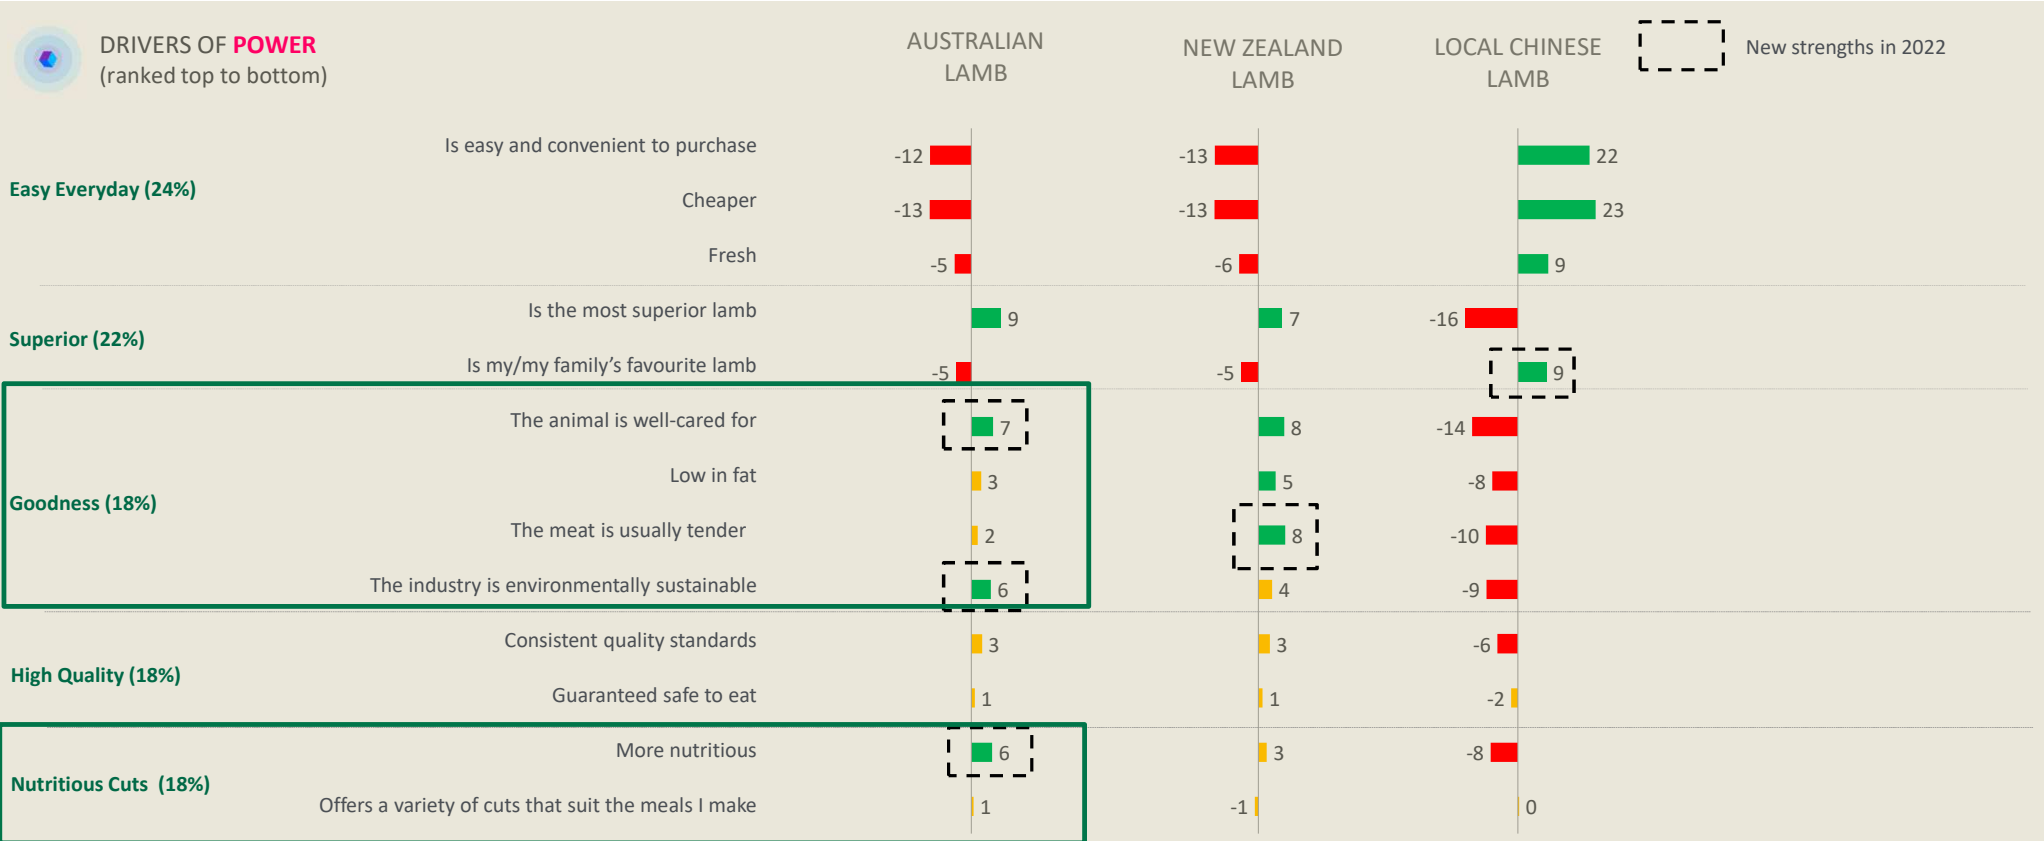 DRIVERS OF POWER
(ranked top to bottom)
AUSTRALIAN
LAMB
NEW ZEALAND
LAMB
LOCAL CHINESE
LAMB
New strengths in 2022
Easy Everyday (24%)
Is easy and convenient to purchase -12 -13 22
Cheaper -13 -13 23
Fresh -5 -6 9
Superior (22%)
Is the most superior lamb 9 7 -16
Is my/my family's favourite lamb -5 -5 9
Goodness (18%)
The animal is well-cared for 7 8 -14
Low in fat 3 5 -8
The meat is usually tender 2 8 -10
The industry is environmentally sustainable 6 4 -9
High Quality (18%)
Consistent quality standards 3 3 -6
Guaranteed safe to eat 1 1 -2
Nutritious Cuts (18%)
More nutritious 6 3 -8
Offers a variety of cuts that suit the meals I make 1 -1 0